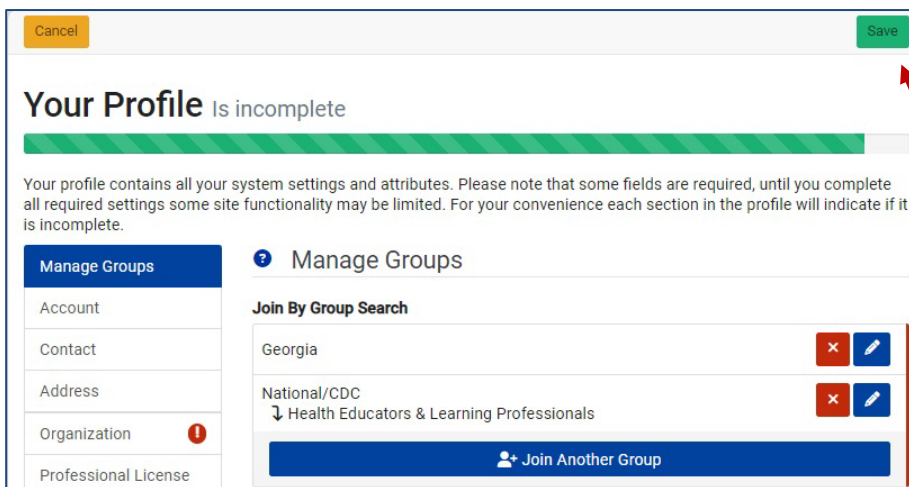 Cancel
Save
Your Profile Is incomplete
Your profile contains all your system settings and attributes. Please note that some fields are required, until you complete
all required settings some site functionality may be limited. For your convenience each section in the profile will indicate if it
is incomplete.
Manage Groups
Account
Contact
Address
Organization
Professional License
Manage Groups
Join By Group Search
Georgia
National/CDC
Health Educators & Learning Professionals
Join Another Group